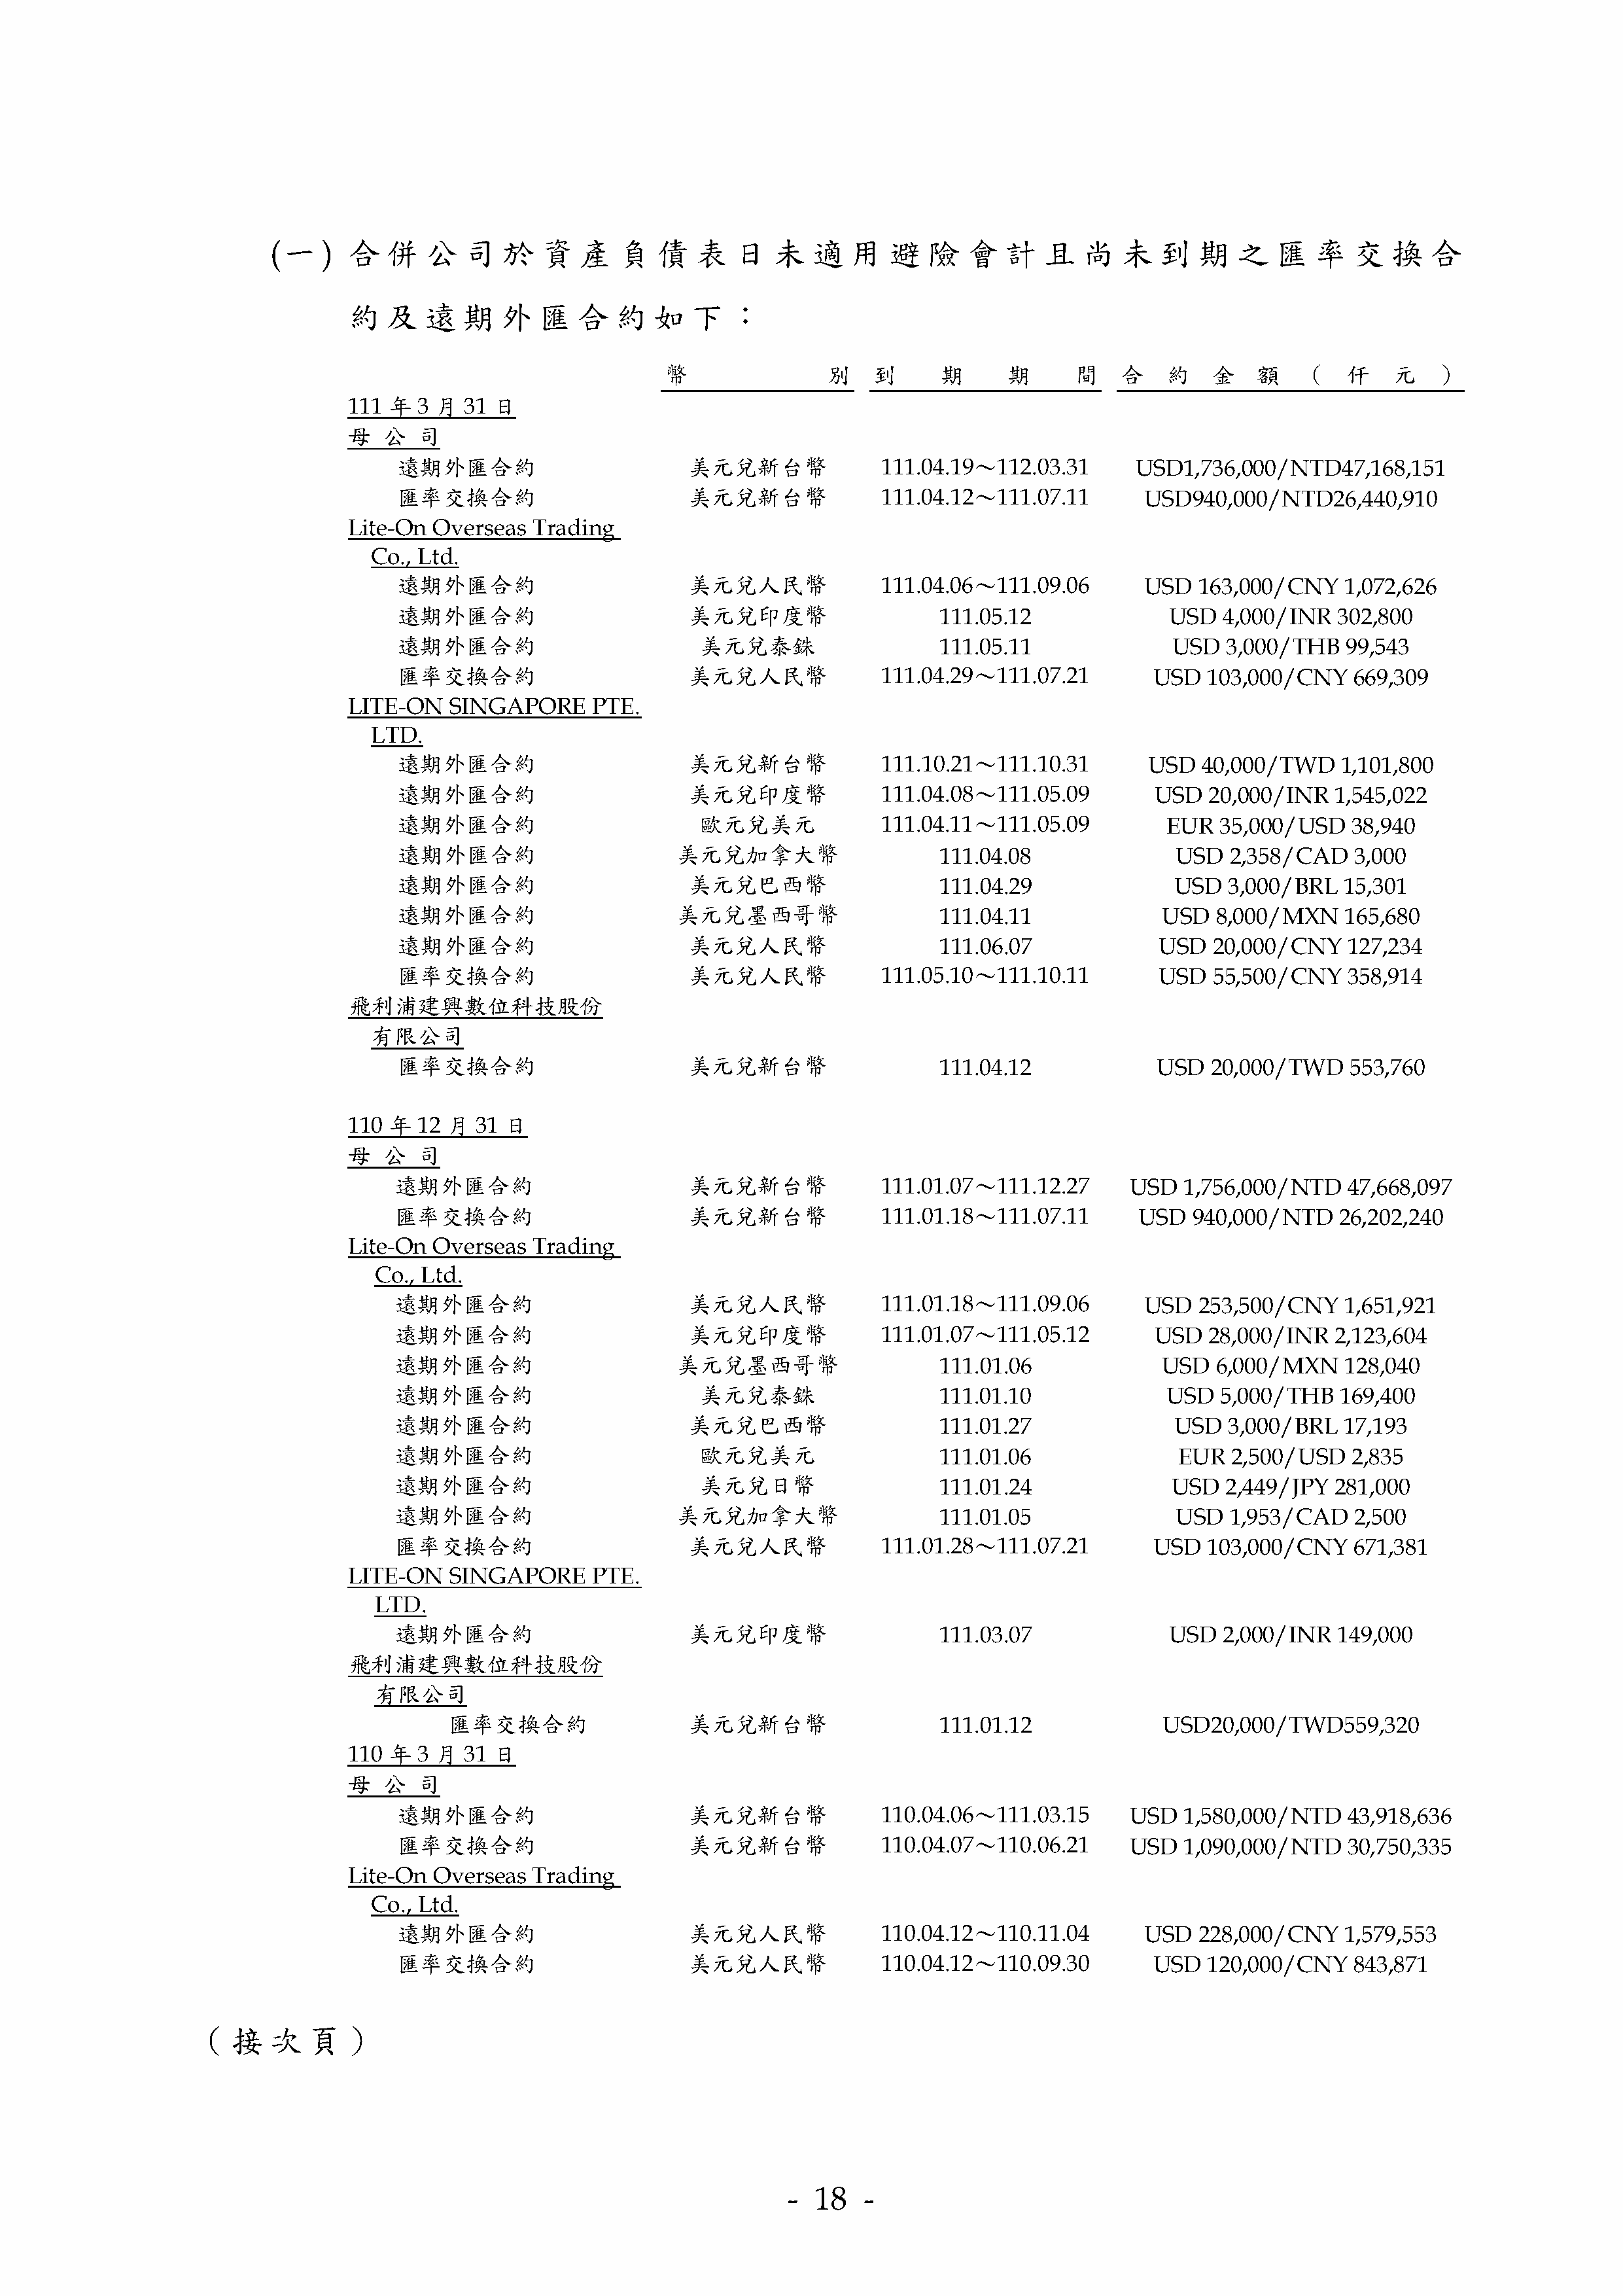 (一) 合併公司於資產負債表日未適用避險會計且尚未到期之匯率交換合
約及遠期外匯合約如下：
幣別 到期期間 合約金額（仟元）
111 年 3 月 31 日
母公司
遠期外匯合約 美元兌新台幣 111.04.19～112.03.31 USD1,736,000/NTD47,168,151
匯率交換合約 美元兌新台幣 111.04.12～111.07.11 USD940,000/NTD26,440,910
Lite-On Overseas Trading
Co., Ltd.
遠期外匯合約 美元兌人民幣 111.04.06～111.09.06 USD 163,000/CNY 1,072,626
遠期外匯合約 美元兌印度幣 111.05.12 USD 4,000/INR 302,800
遠期外匯合約 美元兌泰銖 111.05.11 USD 3,000/THB 99,543
匯率交換合約 美元兌人民幣 111.04.29～111.07.21 USD 103,000/CNY 669,309
LITE-ON SINGAPORE PTE.
LTD.
遠期外匯合約 美元兌新台幣 111.10.21～111.10.31 USD 40,000/TWD 1,101,800
遠期外匯合約 美元兌印度幣 111.04.08～111.05.09 USD 20,000/INR 1,545,022
遠期外匯合約 歐元兌美元 111.04.11～111.05.09 EUR 35,000/USD 38,940
遠期外匯合約 美元兌加拿大幣 111.04.08 USD 2,358/CAD 3,000
遠期外匯合約 美元兌巴西幣 111.04.29 USD 3,000/BRL 15,301
遠期外匯合約 美元兌墨西哥幣 111.04.11 USD 8,000/MXN 165,680
遠期外匯合約 美元兌人民幣 111.06.07 USD 20,000/CNY 127,234
匯率交換合約 美元兌人民幣 111.05.10～111.10.11 USD 55,500/CNY 358,914
飛利浦建興數位科技股份
有限公司
匯率交換合約 美元兌新台幣 111.04.12 USD 20,000/TWD 553,760
110 年 12 月 31 日
母公司
遠期外匯合約 美元兌新台幣 111.01.07～111.12.27 USD 1,756,000/NTD 47,668,097
匯率交換合約 美元兌新台幣 111.01.18～111.07.11 USD 940,000/NTD 26,202,240
Lite-On Overseas Trading
Co., Ltd.
遠期外匯合約 美元兌人民幣 111.01.18～111.09.06 USD 253,500/CNY 1,651,921
遠期外匯合約 美元兌印度幣 111.01.07～111.05.12 USD 28,000/INR 2,123,604
遠期外匯合約 美元兌墨西哥幣 111.01.06 USD 6,000/MXN 128,040
遠期外匯合約 美元兌泰銖 111.01.10 USD 5,000/THB 169,400
遠期外匯合約 美元兌巴西幣 111.01.27 USD 3,000/BRL 17,193
遠期外匯合約 歐元兌美元 111.01.06 EUR 2,500/USD 2,835
遠期外匯合約 美元兌日幣 111.01.24 USD 2,449/JPY 281,000
遠期外匯合約 美元兌加拿大幣 111.01.05 USD 1,953/CAD 2,500
匯率交換合約 美元兌人民幣 111.01.28～111.07.21 USD 103,000/CNY 671,381
LITE-ON SINGAPORE PTE.
LTD.
遠期外匯合約 美元兌印度幣 111.03.07 USD 2,000/INR 149,000
飛利浦建興數位科技股份
有限公司
匯率交換合約 美元兌新台幣 111.01.12 USD20,000/TWD559,320
110 年 3 月 31 日
母公司
遠期外匯合約 美元兌新台幣 110.04.06～111.03.15 USD 1,580,000/NTD 43,918,636
匯率交換合約 美元兌新台幣 110.04.07～110.06.21 USD 1,090,000/NTD 30,750,335
Lite-On Overseas Trading
Co., Ltd.
遠期外匯合約 美元兌人民幣 110.04.12～110.11.04 USD 228,000/CNY 1,579,553
匯率交換合約 美元兌人民幣 110.04.12～110.09.30 USD 120,000/CNY 843,871
（接次頁）
- 18 -